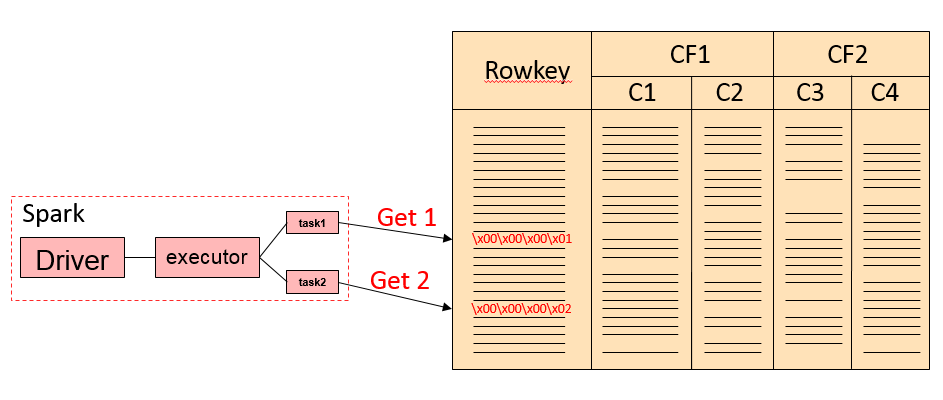 Rowkey
CF1
CF2
C1
C2
C3
C4
Spark
Driver
executor
task1
task2
Get 1
Get 2
\x00\x00\x00\x01
\x00\x00\x00\x02